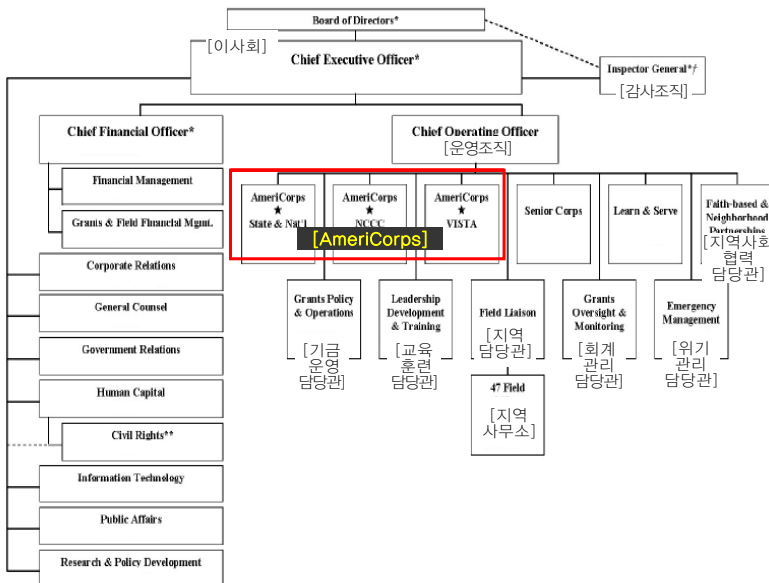 Board of Directors*
[이사회]
Chief Executive Officer*
Inspector General*†
[감사조직]
Chief Financial Officer*
Chief Operating Officer
[운영조직]
Financial Management
Grants & Field Financial Mgmt.
AmeriCorps
★
State & Nat'l
AmeriCorps
★
NCCC
AmeriCorps
★
VISTA
[AmeriCorps]
Senior Corps
Learn & Serve
Faith-based &
Neighborhood
Partnerships
[지역사회
협력
담당관]
Corporate Relations
General Counsel
Government Relations
Human Capital
Civil Rights**
Information Technology
Public Affairs
Research & Policy Development
Grants Policy
& Operations
[기금
운영
담당관]
Leadership
Development
& Training
[교육
훈련
담당관]
Field Liaison
[지역
담당관]
Grants
Oversight &
Monitoring
[회계
관리
담당관]
Emergency
Management
[위기
관리
담당관]
47 Field
[지역
사무소]